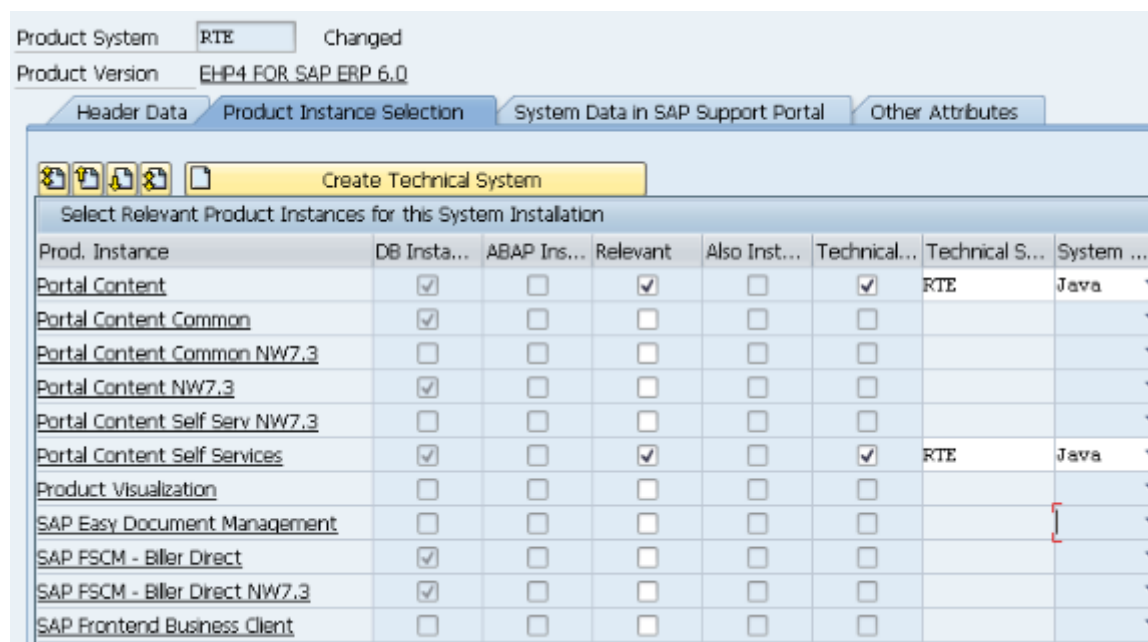 Product System RTE Changed
Product Version EHP4 FOR SAP ERP 6.0
Header Data Product Instance Selection System Data in SAP Support Portal Other Attributes
Create Technical System
Select Relevant Product Instances for this System Installation
Prod. Instance DB Insta... ABAP Ins... Relevant Also Inst... Technical... Technical S... System ...
Portal Content RTE Java
Portal Content Common
Portal Content Common NW7.3
Portal Content NW7.3
Portal Content Self Serv NW7.3
Portal Content Self Services RTE Java
Product Visualization
SAP Easy Document Management
SAP FSCM - Biller Direct
SAP FSCM - Biller Direct NW7.3
SAP Frontend Business Client